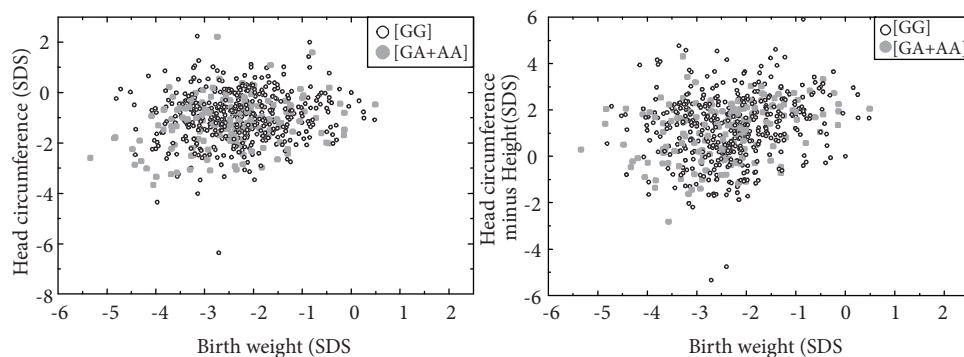 [GG]
[GA+AA]
Head circumference (SDS)
2
0
-2
-4
-6
-8
-6 -5 -4 -3 -2 -1 0 1 2
Birth weight (SDS
[GG]
[GA+AA]
Head circumference
minus Height(SDS)
6
4
2
0
-2
-4
-6
-6 -5 -4 -3 -2 -1 0 1 2
Birth weight (SDS